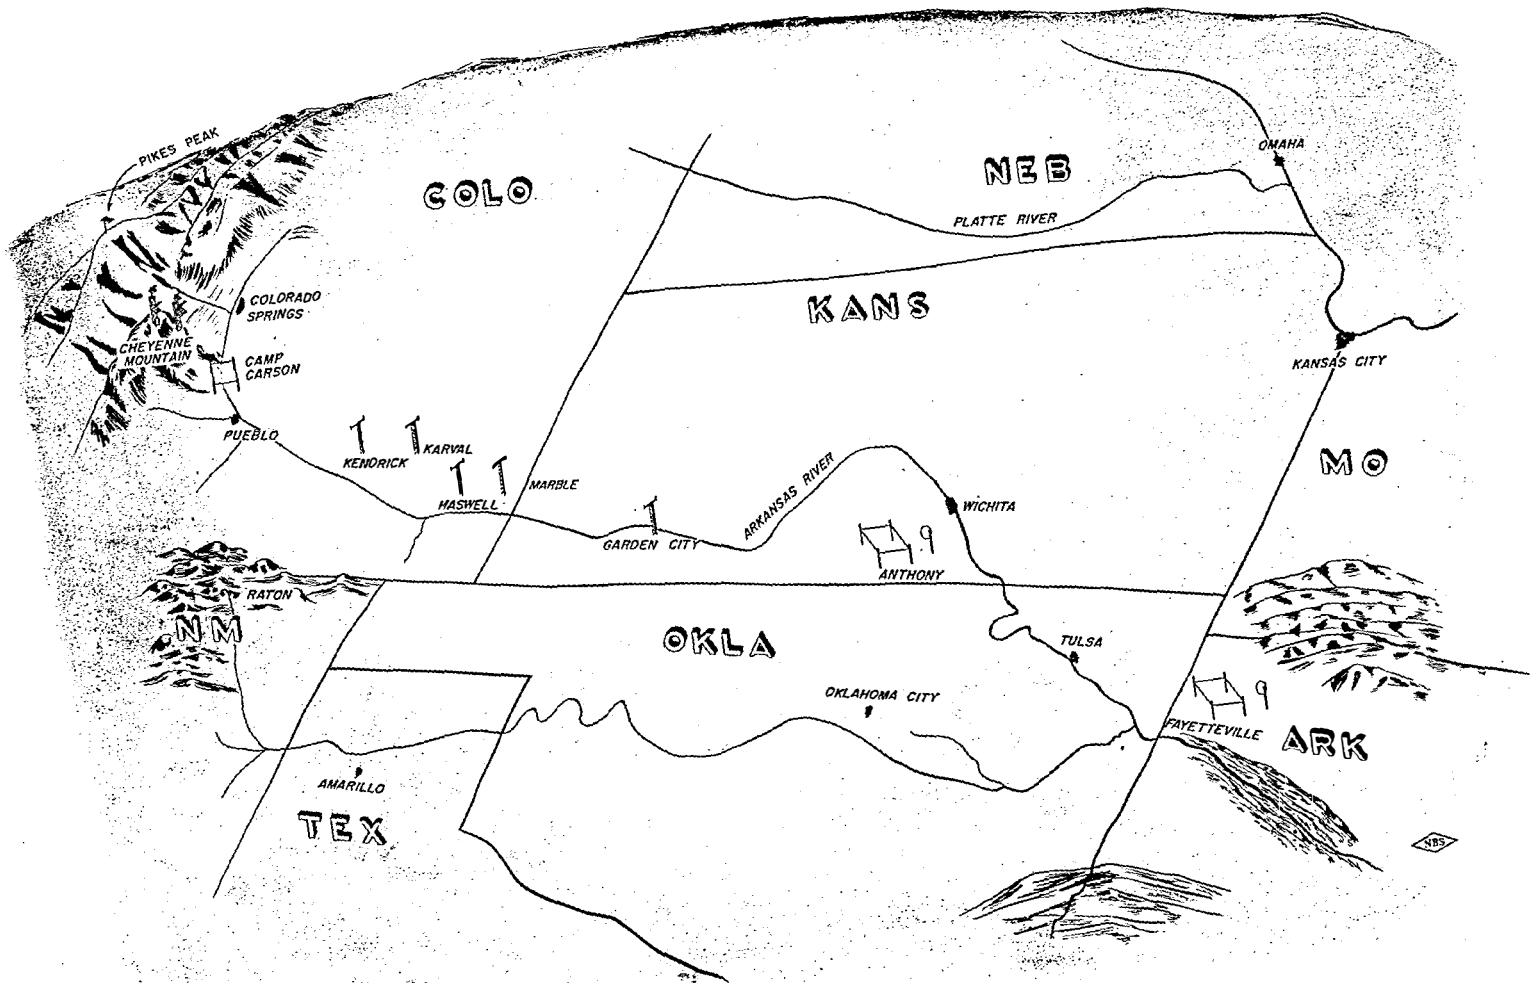 PIKES PEAK
COLO
NEB
OMAHA
PLATTE RIVER
COLORADO
SPRINGS
KANS
CHEYENNE
MOUNTAIN
CAMP
CARSON
KANSAS CITY
PUEBLO
KENDRICK
KARVAL
MO
HASWELL
MARBLE
ARKANSAS RIVER
WICHITA
GARDEN CITY
ANTHONY
RATON
NM
OKLA
TULSA
OKLAHOMA CITY
FAYETTEVILLE
ARK
AMARILLO
TEX
NBS